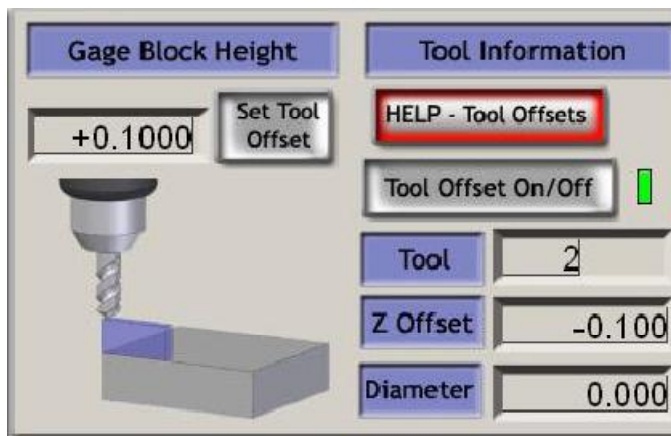 Gage Block Height
+0.1000
Set Tool
Offset
Tool Information
HELP - Tool Offsets
Tool Offset On/Off
Tool
2
Z Offset
-0.100
Diameter
0.000